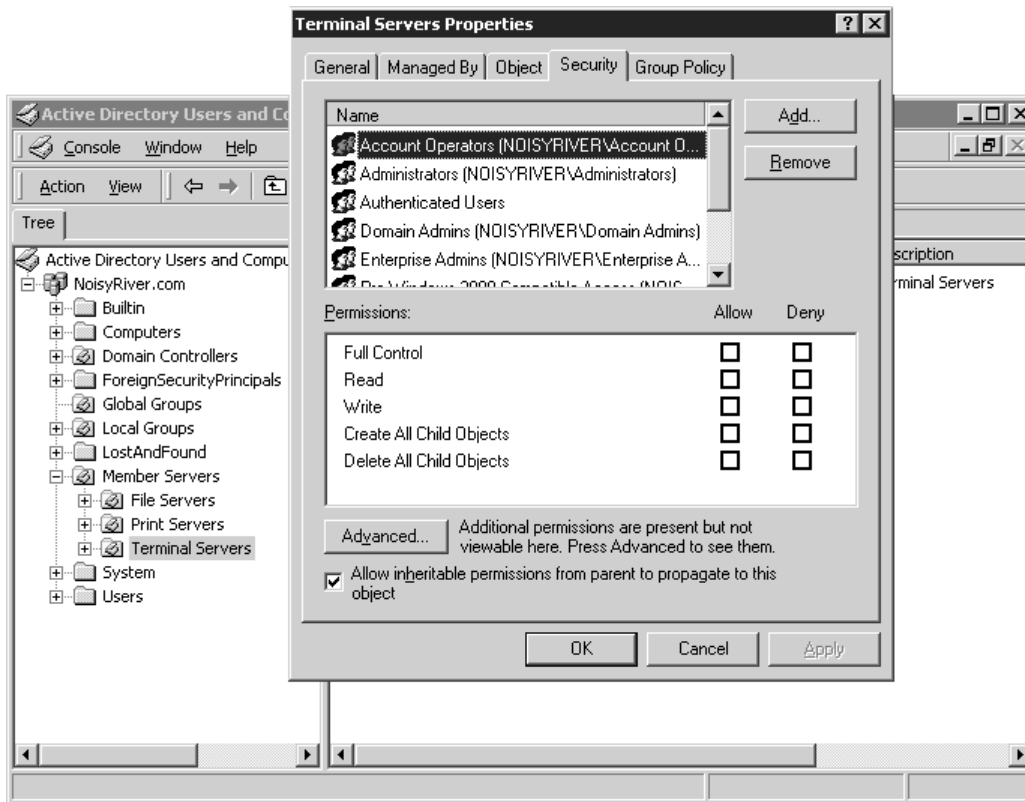 Terminal Servers Properties
General
Managed By
Object
Security
Group Policy
Name
Account Operators (NOISYRIVER\Account O...
Administrators (NOISYRIVER\Administrators)
Authenticated Users
Domain Admins (NOISYRIVER\Domain Admins)
Enterprise Admins (NOISYRIVER\Enterprise A...
Add...
Remove
Permissions:
Allow
Deny
Full Control
Read
Write
Create All Child Objects
Delete All Child Objects
Advanced...
Additional permissions are present but not
viewable here. Press Advanced to see them.
Allow inheritable permissions from parent to propagate to this
object
OK
Cancel
Apply
Active Directory Users and Co
Console Window Help
Action View
Tree
Active Directory Users and Compu
NoisyRiver.com
Builtin
Computers
Domain Controllers
ForeignSecurityPrincipals
Global Groups
Local Groups
LostAndFound
Member Servers
File Servers
Print Servers
Terminal Servers
System
Users
scription
rminal Servers